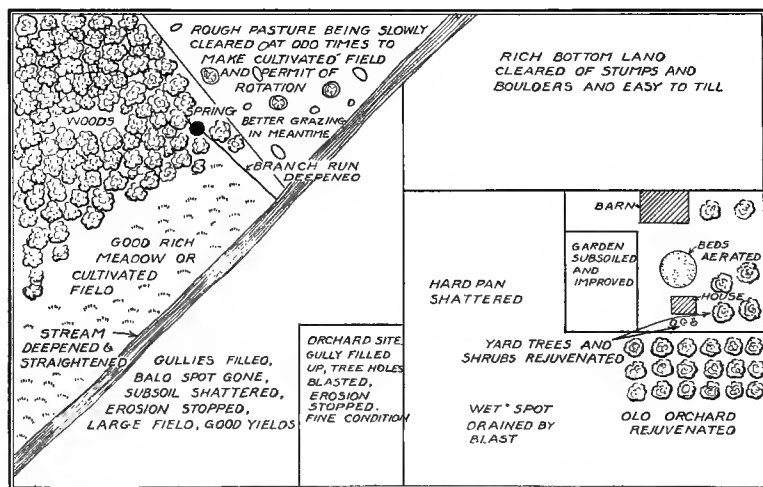 ROUGH PASTURE BEING SLOWLY
CLEARED AT ODD TIMES TO
MAKE CULTIVATED FIELD
AND PERMIT OF
ROTATION
BETTER GRAZING
IN MEANTIME
WOODS
SPRING
BRANCH RUN
DEEPENED
GOOD RICH
MEADOW OR
CULTIVATED
FIELD
STREAM
DEEPENED &
STRAIGHTENED
GULLIES FILLED,
BALD SPOT GONE,
SUBSOIL SHATTERED,
EROSION STOPPED,
LARGE FIELD, GOOD YIELDS
ORCHARD SITE.
GULLY FILLED
UP, TREE HOLES
BLASTED,
EROSION
STOPPED.
FINE CONDITION
RICH BOTTOM LAND
CLEARED OF STUMPS AND
BOULDERS AND EASY TO TILL
BARN
GARDEN
SUBSOILED
AND
IMPROVED
BEDS
AERATED
HOUSE
HARD PAN
SHATTERED
YARD TREES AND
SHRUBS REJUVENATED
WET SPOT
DRAINED BY
BLAST
OLD ORCHARD
REJUVENATED